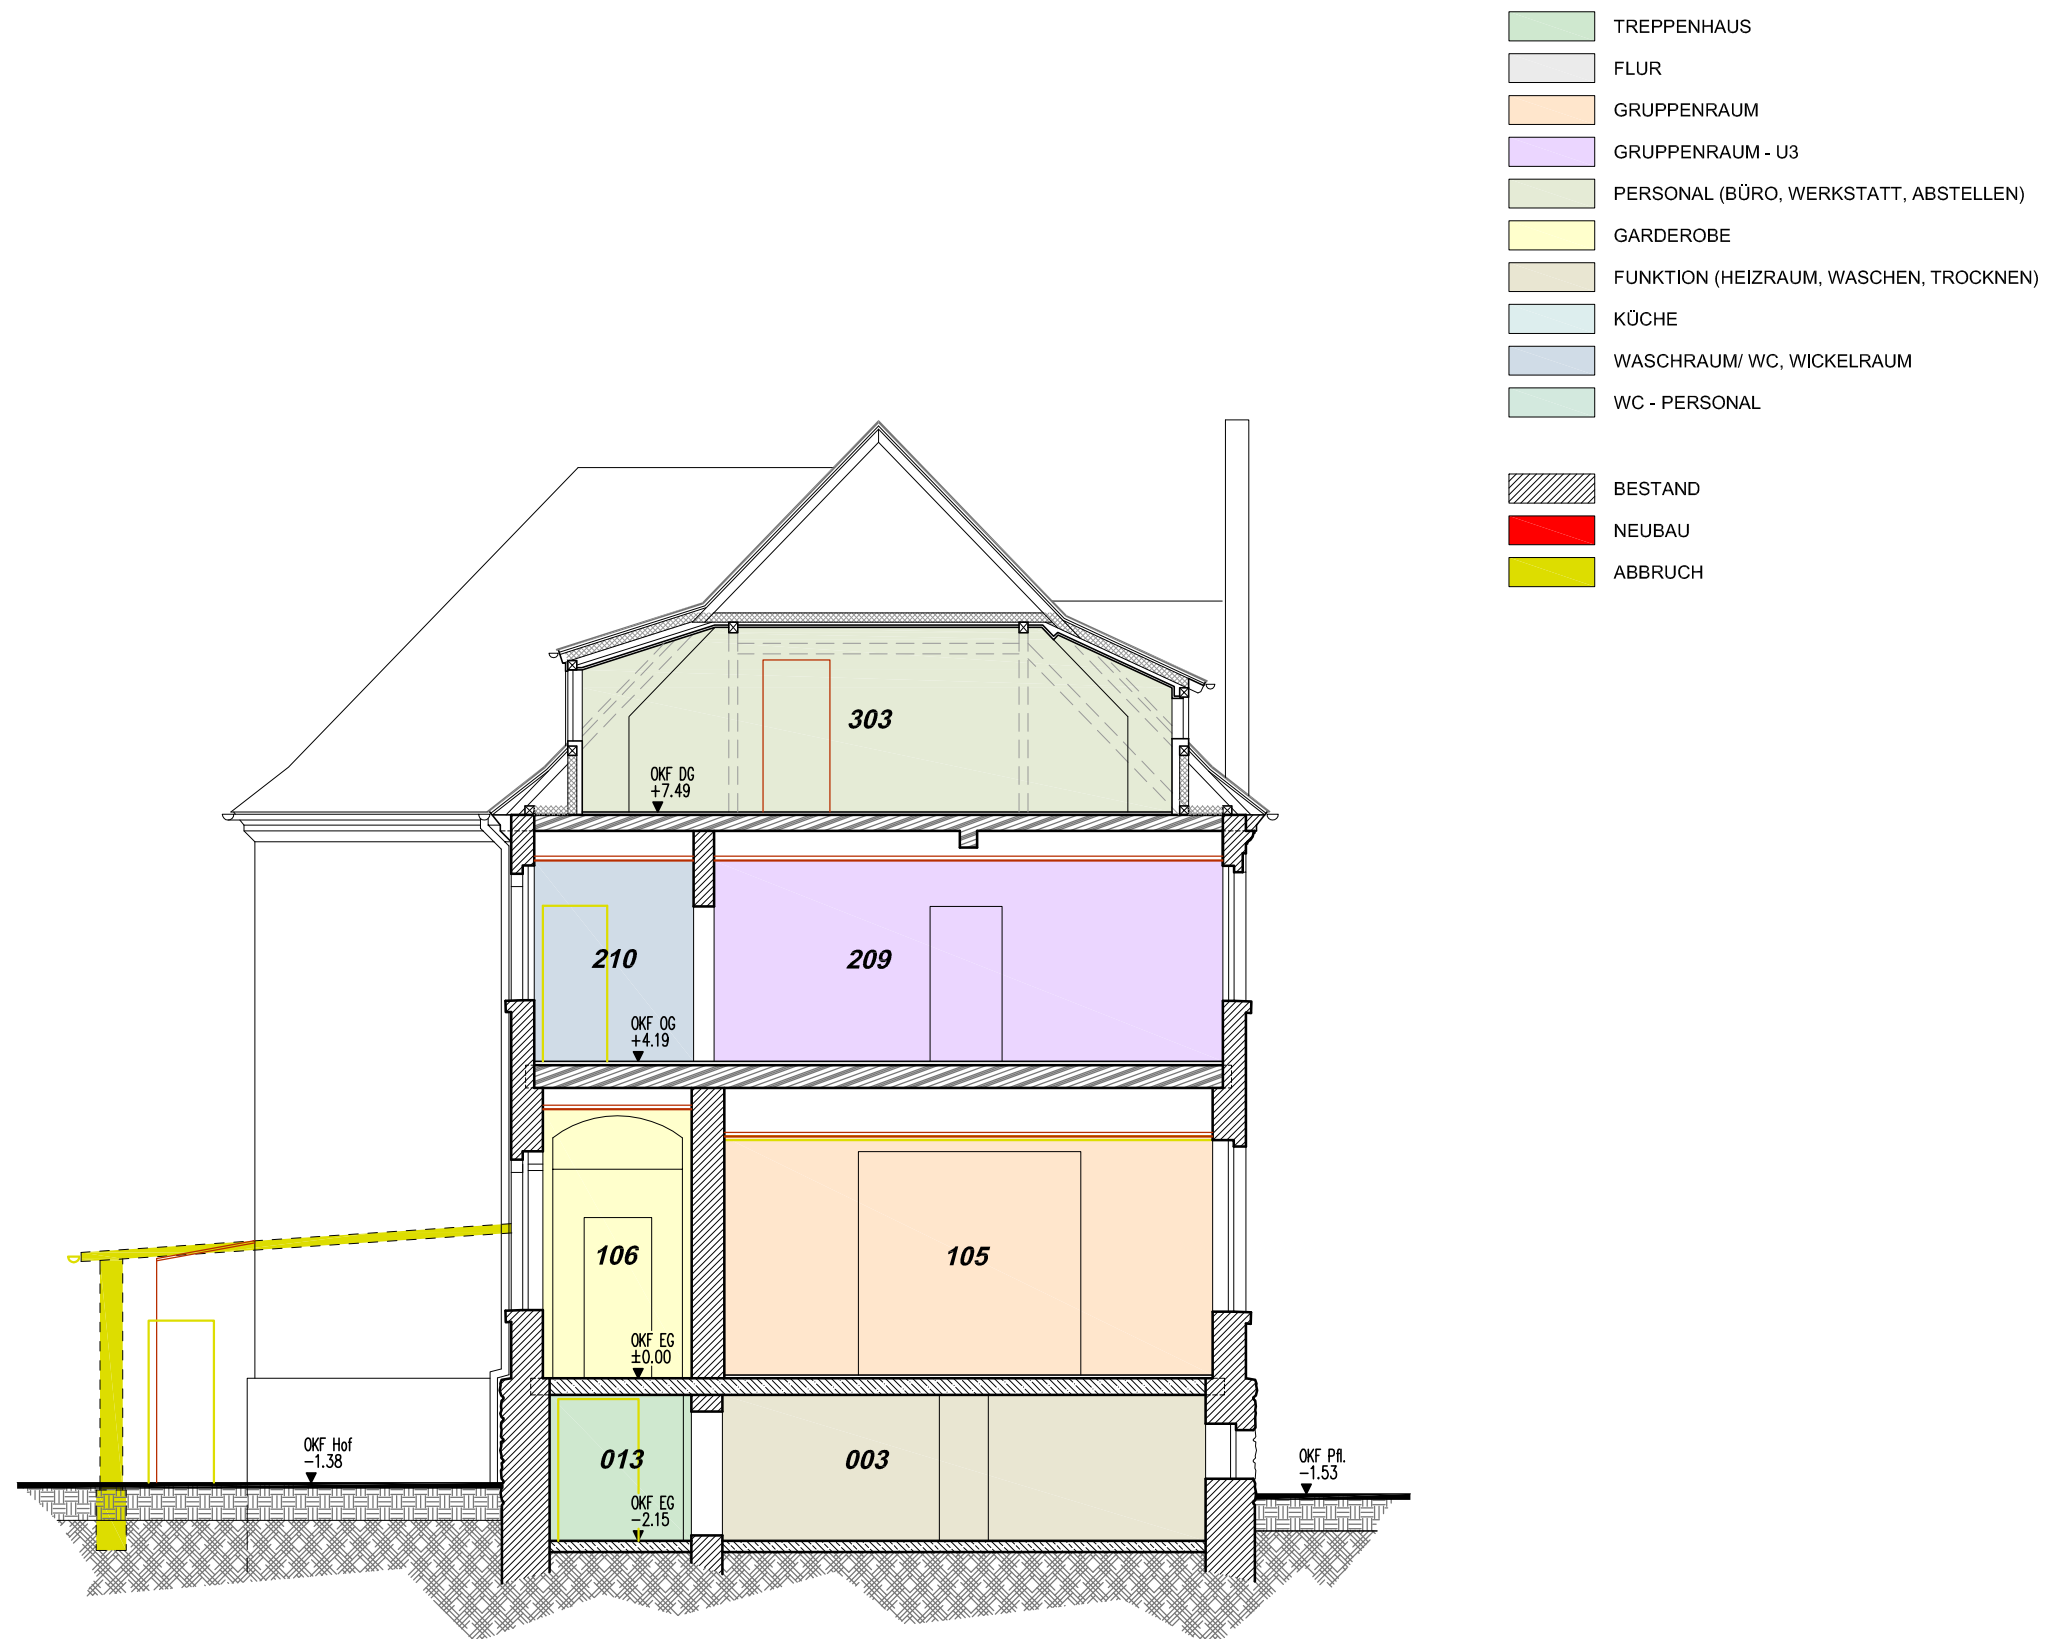 TREPPENHAUS
FLUR
GRUPPENRAUM
GRUPPENRAUM - U3
PERSONAL (BÜRO, WERKSTATT, ABSTELLEN)
GARDEROBE
FUNKTION (HEIZRAUM, WASCHEN, TROCKNEN)
KÜCHE
WASCHRAUM/ WC, WICKELRAUM
WC - PERSONAL
BESTAND
NEUBAU
ABBRUCH
303
OKF DG
+7.49
210
209
OKF OG
+4.19
106
105
OKF EG
±0.00
013
003
OKF Hof
−1.38
OKF Pfl.
−1.53
OKF EG
−2.15